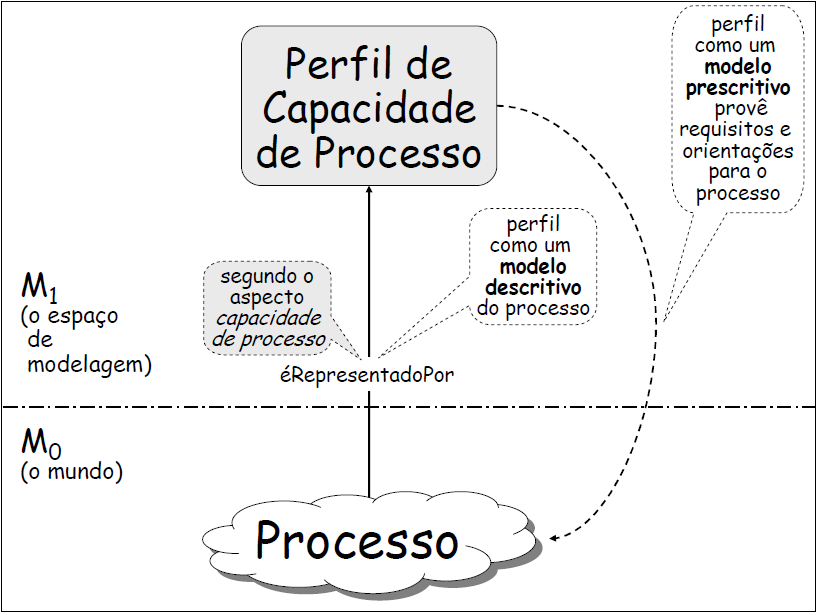 Perfil de
Capacidade
de Processo
perfil
como um
modelo
prescritivo
provê
requisitos e
orientações
para o
processo
perfil
como um
modelo
descritivo
do processo
segundo o
aspecto
capacidade
de processo
M1
(o espaço
de
modelagem)
éRepresentadoPor
M0
(o mundo)
Processo